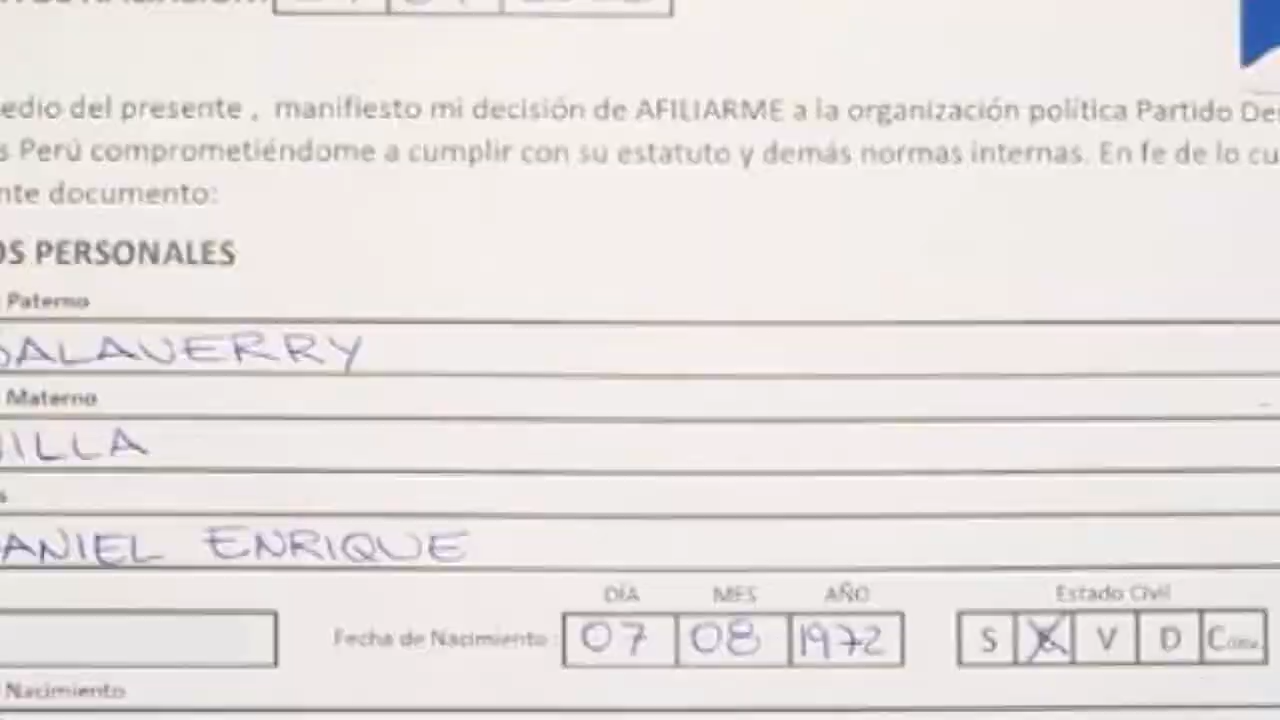 edio del presente , manifiesto mi decisión de AFILIARME a la organización política Partido De
s Perú comprometiéndome a cumplir con su estatuto y demás normas internas. En fe de lo cu
nte documento:
OS PERSONALES
Paterno
SALAVERRY
Materno
VILLA
s
ANIEL ENRIQUE
DÍA MES AÑO Estado Civil
Fecha de Nacimiento : 07 08 1972 S X V D Conv.
Nacimiento